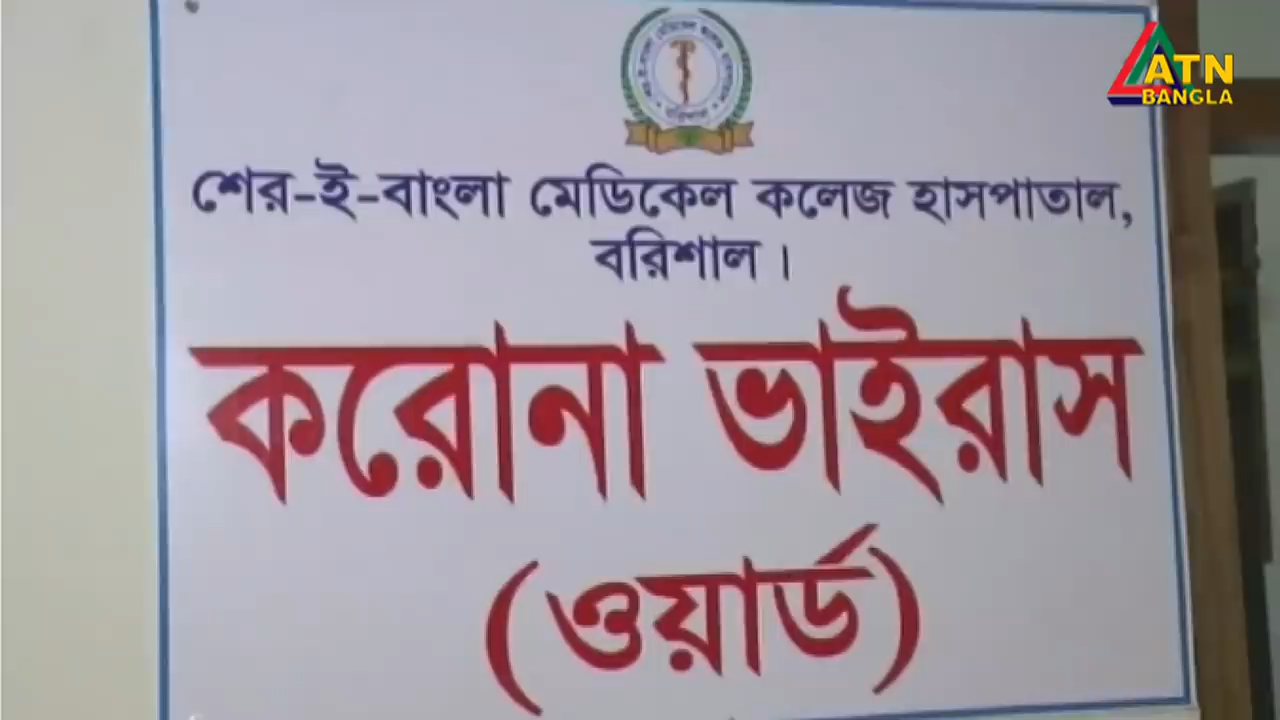 ATN
BANGLA
শের-ই-বাংলা মেডিকেল কলেজ হাসপাতাল,
বরিশাল।
করোনা ভাইরাস
(ওয়ার্ড)